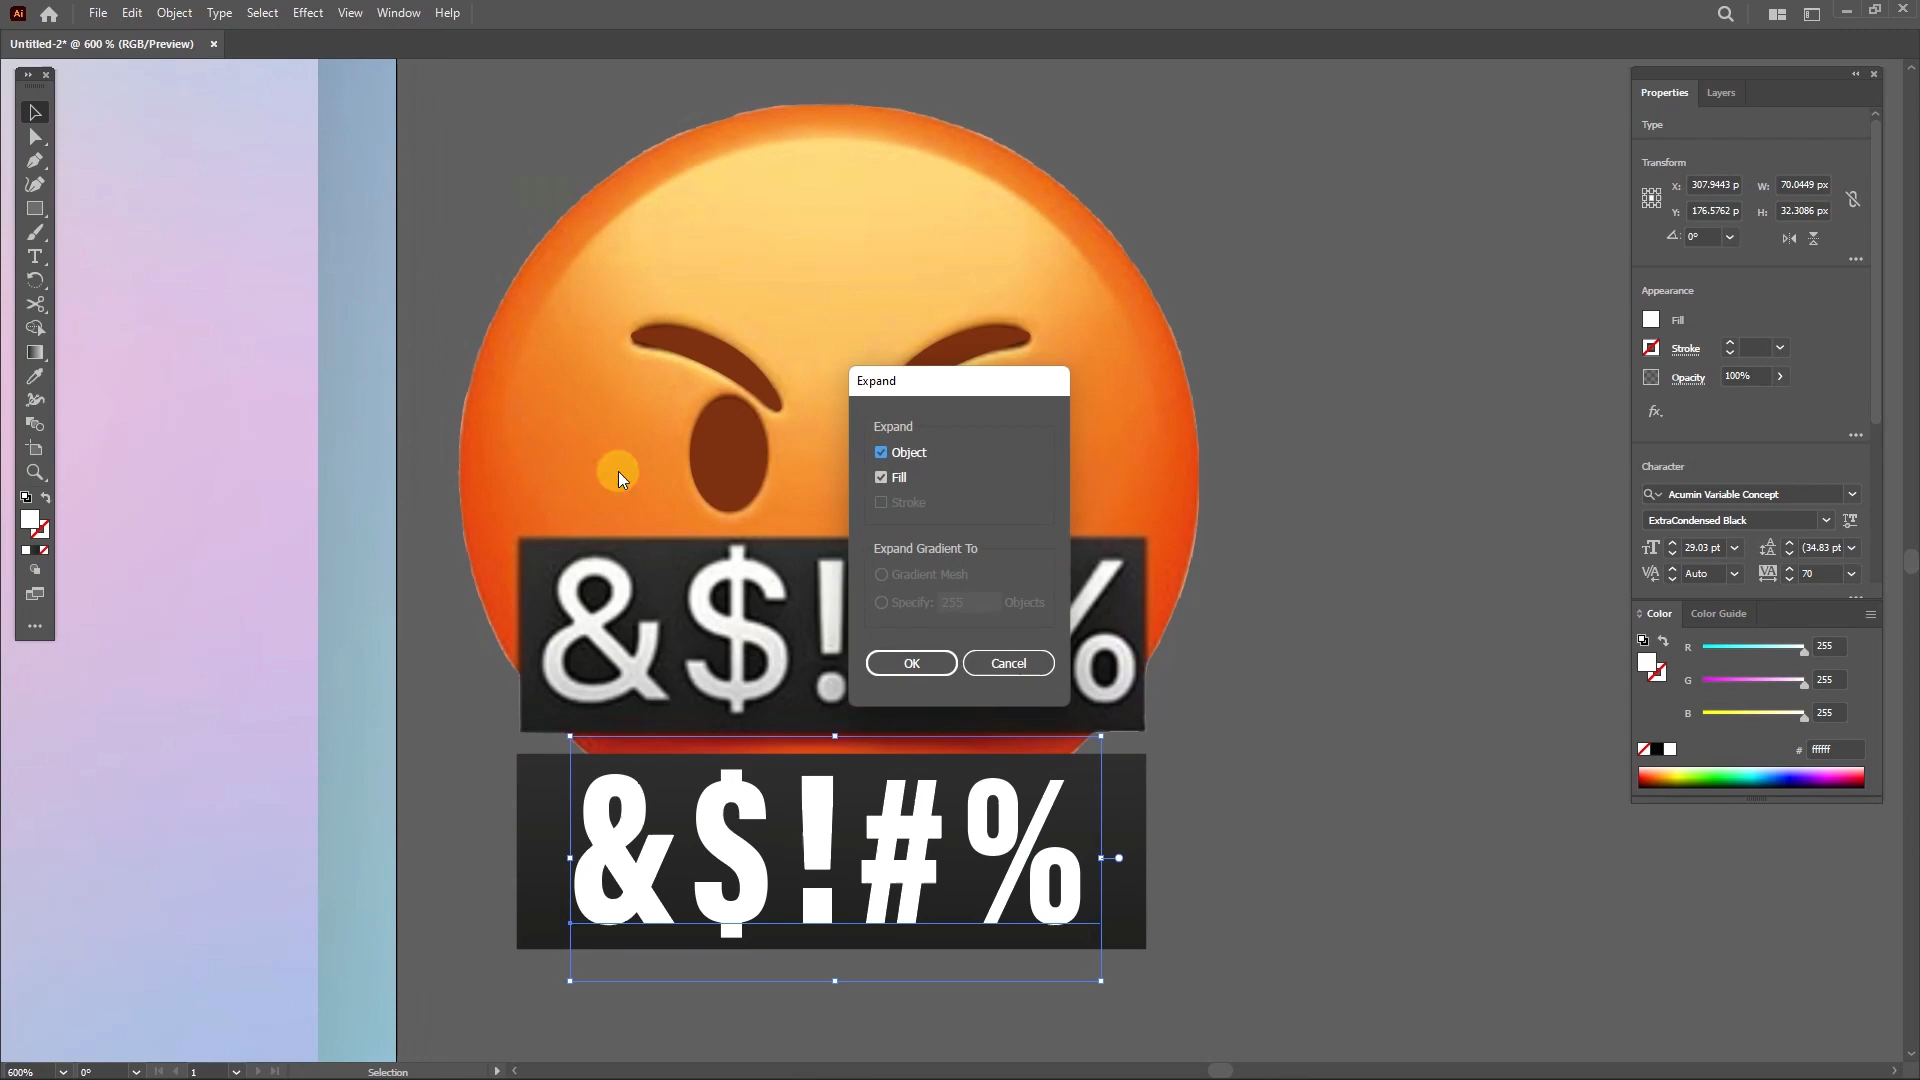 Ai File Edit Object Type Select Effect View Window Help
Untitled-2* @ 600 % (RGB/Preview)
Properties Layers
Type
Transform
X: 307.9443 p W: 70.0449 px
Y: 176.5762 p H: 32.3086 px
0°
Appearance
Fill
Stroke
Opacity 100%
fx.
Character
Acumin Variable Concept
ExtraCondensed Black
29.03 pt (34.83 pt
Auto 70
Color Color Guide
R 255
G 255
B 255
# ffffff
Expand
Expand
Object
Fill
Stroke
Expand Gradient To
Gradient Mesh
Specify: 255 Objects
OK Cancel
&$! %
&$!#%
600% 0° 1 Selection